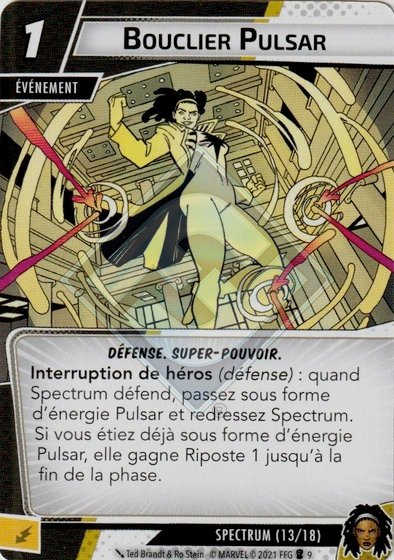 1
BOUCLIER PULSAR
ÉVÉNEMENT
DÉFENSE. SUPER-POUVOIR.
Interruption de héros (défense) : quand
Spectrum défend, passez sous forme
d'énergie Pulsar et redressez Spectrum.
Si vous étiez déjà sous forme d'énergie
Pulsar, elle gagne Riposte 1 jusqu'à la
fin de la phase.
SPECTRUM (13/18)
Ted Brandt & Ro Stein © MARVEL © 2021 FFG 9